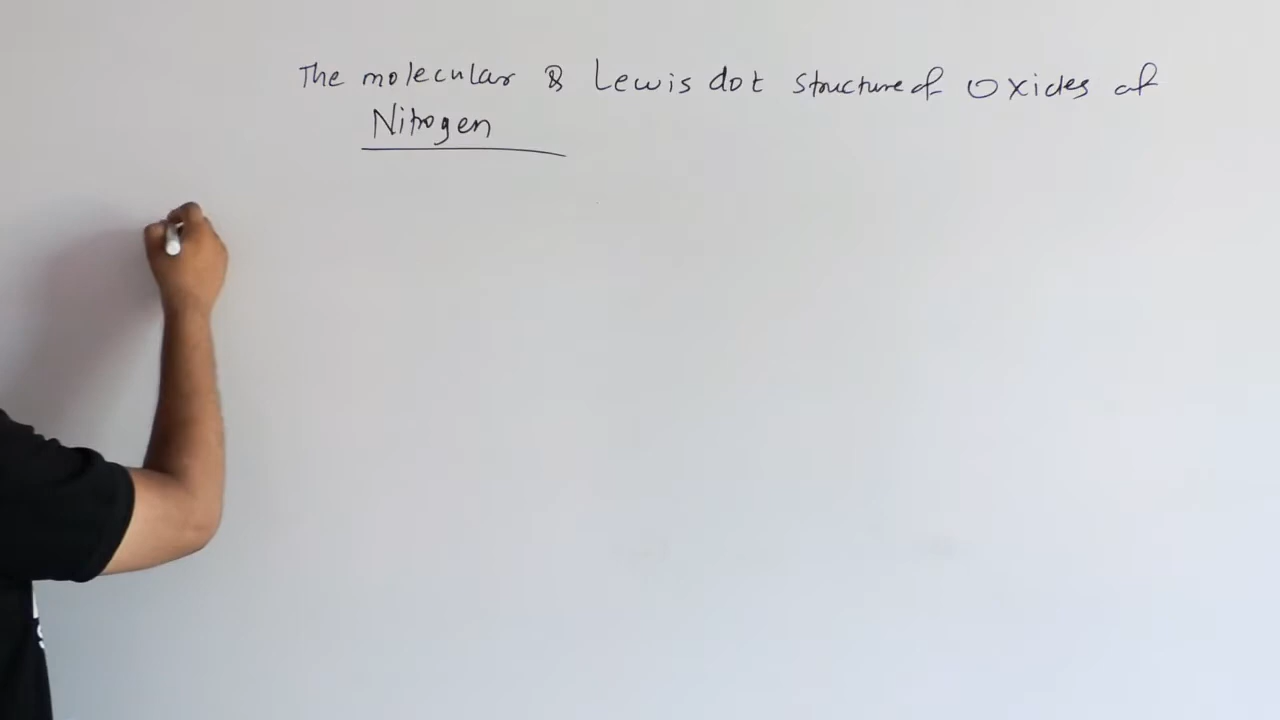 The molecular & Lewis dot structure of Oxides of
Nitrogen